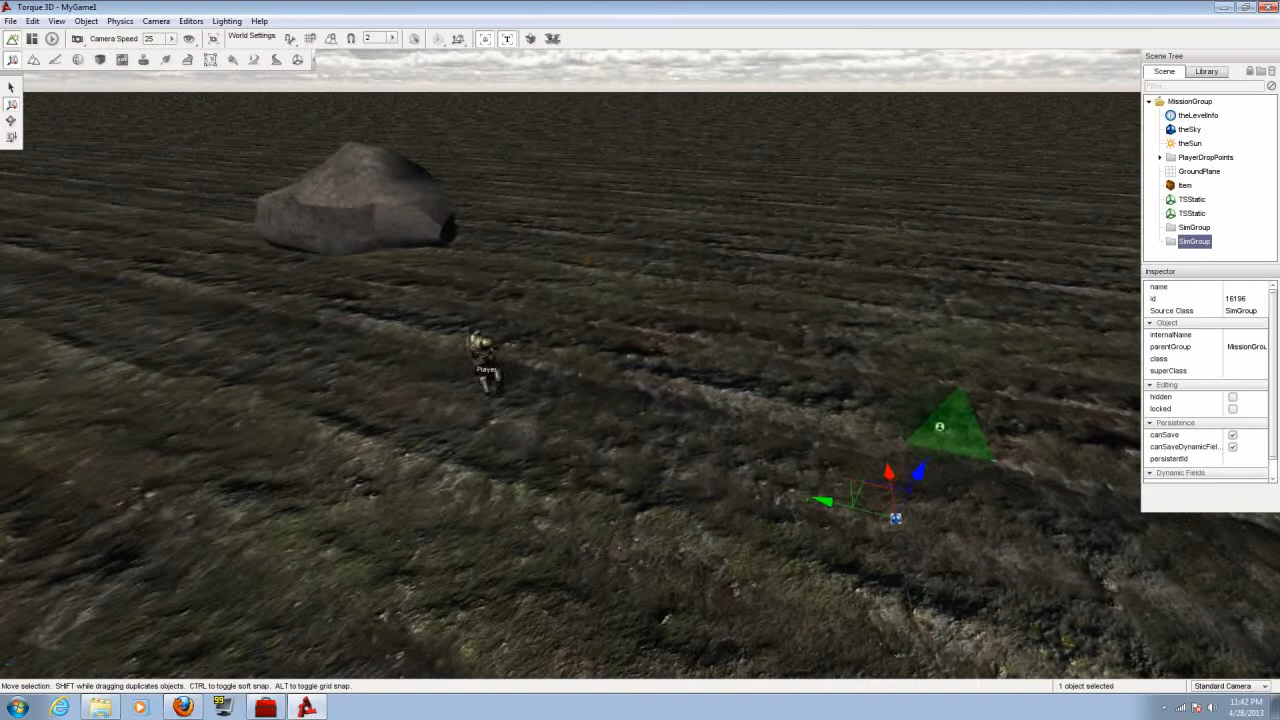 Torque 3D - MyGame1
File Edit View Object Physics Camera Editors Lighting Help
Camera Speed 25 World Settings 2
Scene Tree
Scene Library
Filter...
MissionGroup
theLevelInfo
theSky
theSun
PlayerDropPoints
GroundPlane
Item
TSStatic
TSStatic
SimGroup
SimGroup
Inspector
name
id 16196
Source Class SimGroup
Object
internalName
parentGroup MissionGrou
class
superClass
Editing
hidden
locked
Persistence
canSave
canSaveDynamicFiel...
persistentId
Dynamic Fields
Player
Move selection. SHIFT while dragging duplicates objects. CTRL to toggle soft snap. ALT to toggle grid snap. 1 object selected Standard Camera
99
11:42 PM
4/28/2013